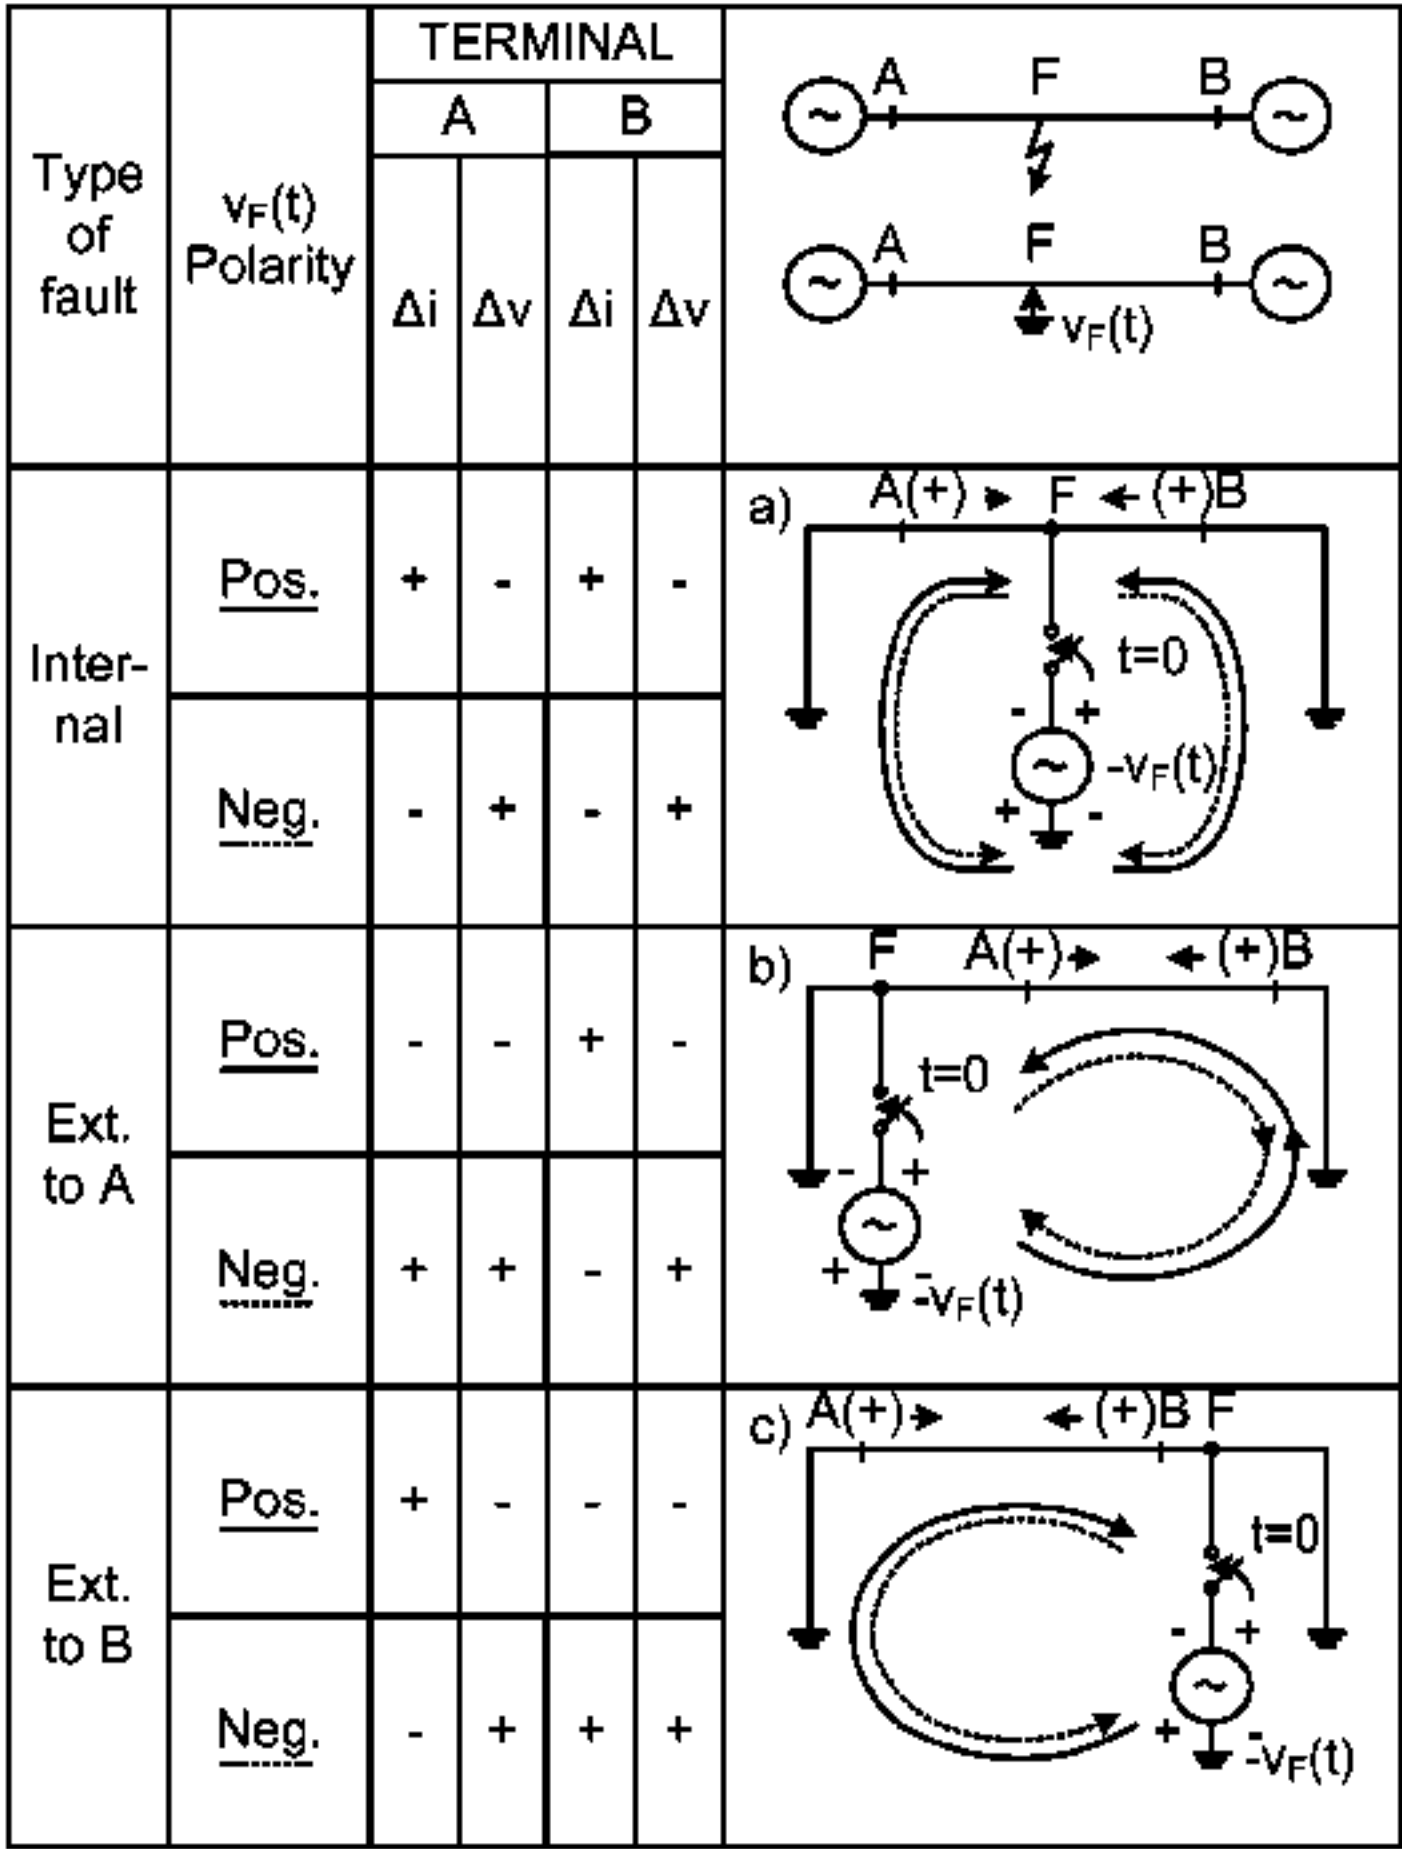 Type
of
fault
vF(t)
Polarity
TERMINAL
A B
Δi Δv Δi Δv
A F B
~ ~
A F B
~ ~
vF(t)
Inter-
nal
Pos. + - + -
Neg. - + - +
a) A(+) F (+)B
t=0
- +
~ -vF(t)
+ -
Ext.
to A
Pos. - - + -
Neg. + + - +
b) F A(+) (+)B
t=0
- +
~
+ -
-vF(t)
Ext.
to B
Pos. + - - -
Neg. - + + +
c) A(+) (+)B F
t=0
- +
~
+ -
-vF(t)